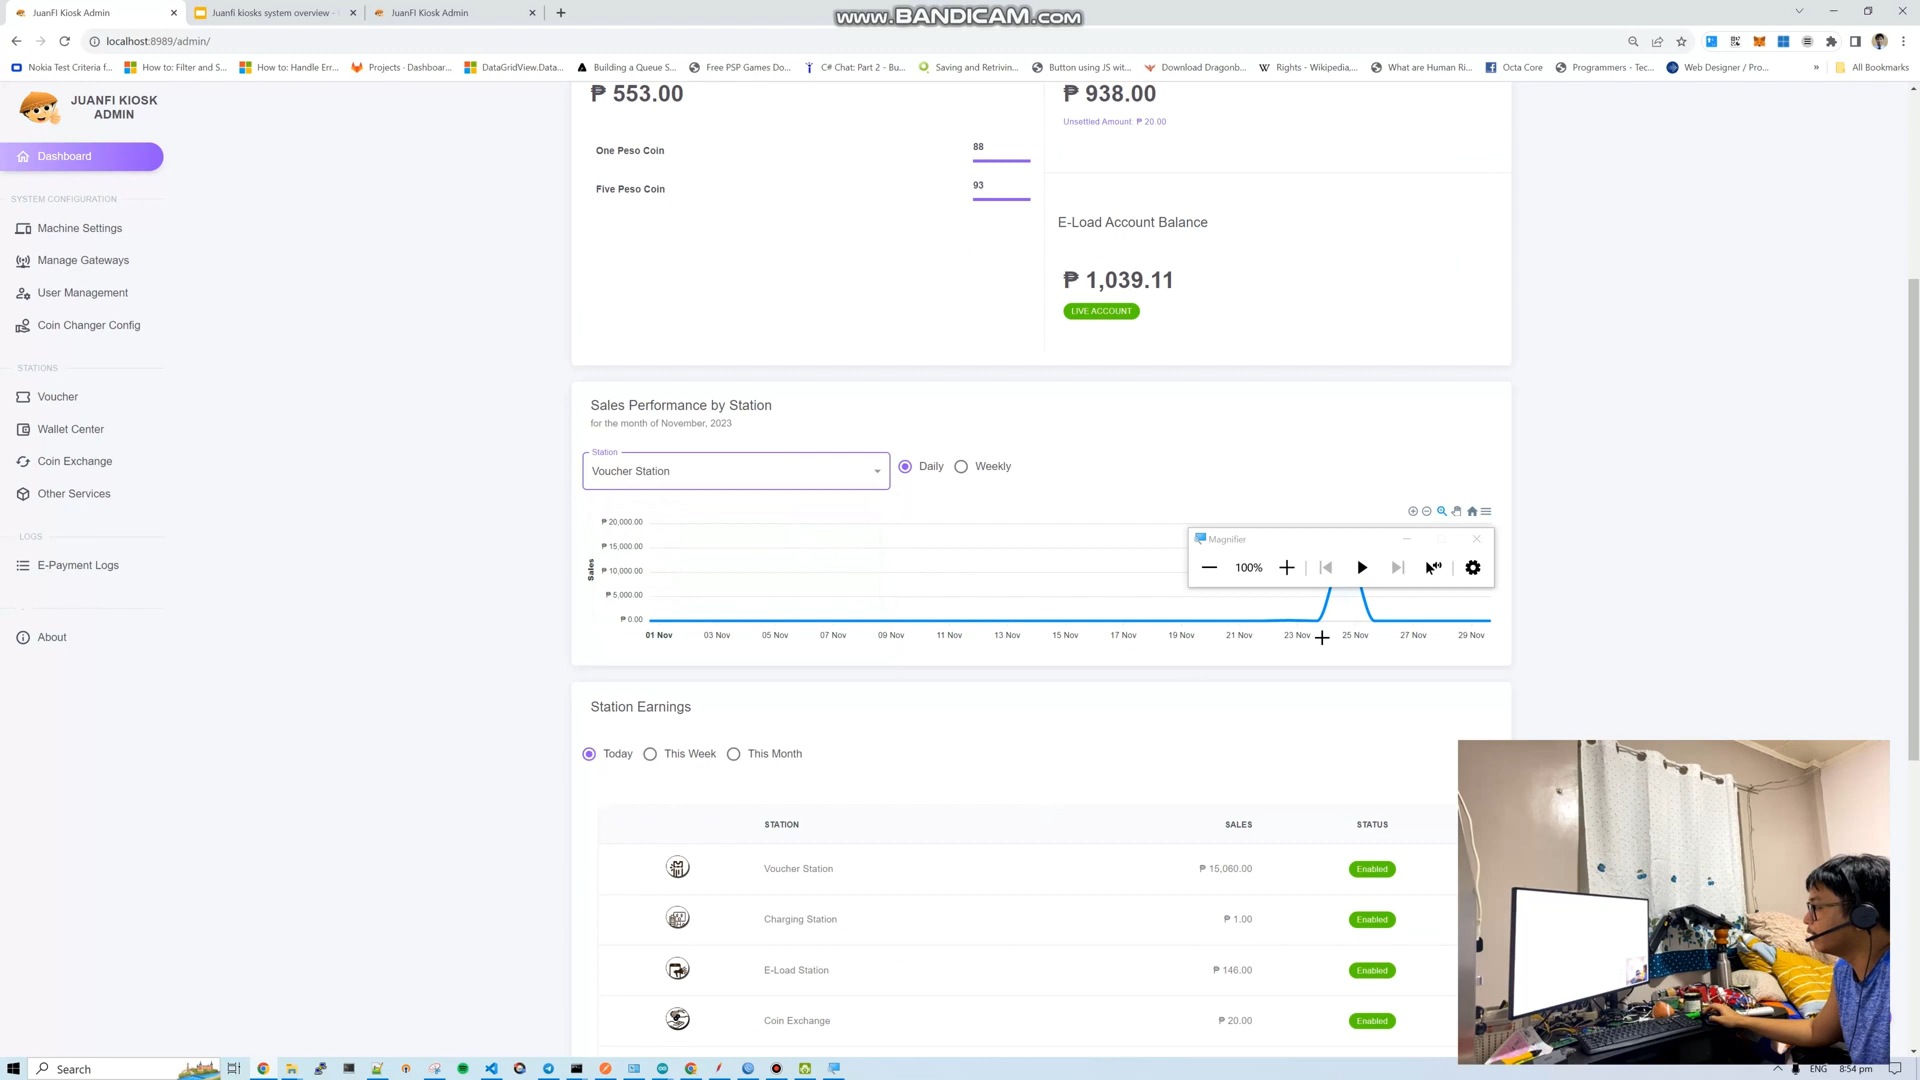 JuanFI Kiosk Admin
Juanfi kiosks system overview -
JuanFI Kiosk Admin
www.BANDICAM.com
localhost:8989/admin/
Nokia Test Criteria f...
How to: Filter and S...
How to: Handle Err...
Projects · Dashboar...
DataGridView.Data...
Building a Queue S...
Free PSP Games Do...
C# Chat: Part 2 - Bu...
Saving and Retrivin...
Button using JS wit...
Download Dragonb...
Rights - Wikipedia,...
What are Human Ri...
Octa Core
Programmers - Tec...
Web Designer / Pro...
»
All Bookmarks
JUANFI KIOSK
ADMIN
Dashboard
SYSTEM CONFIGURATION
Machine Settings
Manage Gateways
User Management
Coin Changer Config
STATIONS
Voucher
Wallet Center
Coin Exchange
Other Services
LOGS
E-Payment Logs
About
₱ 553.00
One Peso Coin
88
Five Peso Coin
93
₱ 938.00
Unsettled Amount: ₱ 20.00
E-Load Account Balance
₱ 1,039.11
LIVE ACCOUNT
Sales Performance by Station
for the month of November, 2023
Station
Voucher Station
Daily
Weekly
Sales
₱ 20,000.00
₱ 15,000.00
₱ 10,000.00
₱ 5,000.00
₱ 0.00
01 Nov
03 Nov
05 Nov
07 Nov
09 Nov
11 Nov
13 Nov
15 Nov
17 Nov
19 Nov
21 Nov
23 Nov
25 Nov
27 Nov
29 Nov
Magnifier
100%
Station Earnings
Today
This Week
This Month
STATION
SALES
STATUS
Voucher Station
₱ 15,060.00
Enabled
Charging Station
₱ 1.00
Enabled
E-Load Station
₱ 146.00
Enabled
Coin Exchange
₱ 20.00
Enabled
Search
ENG
8:54 pm